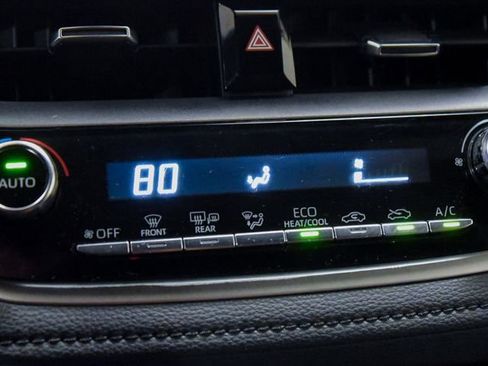 80
AUTO
OFF
FRONT
REAR
ECO
HEAT/COOL
A/C